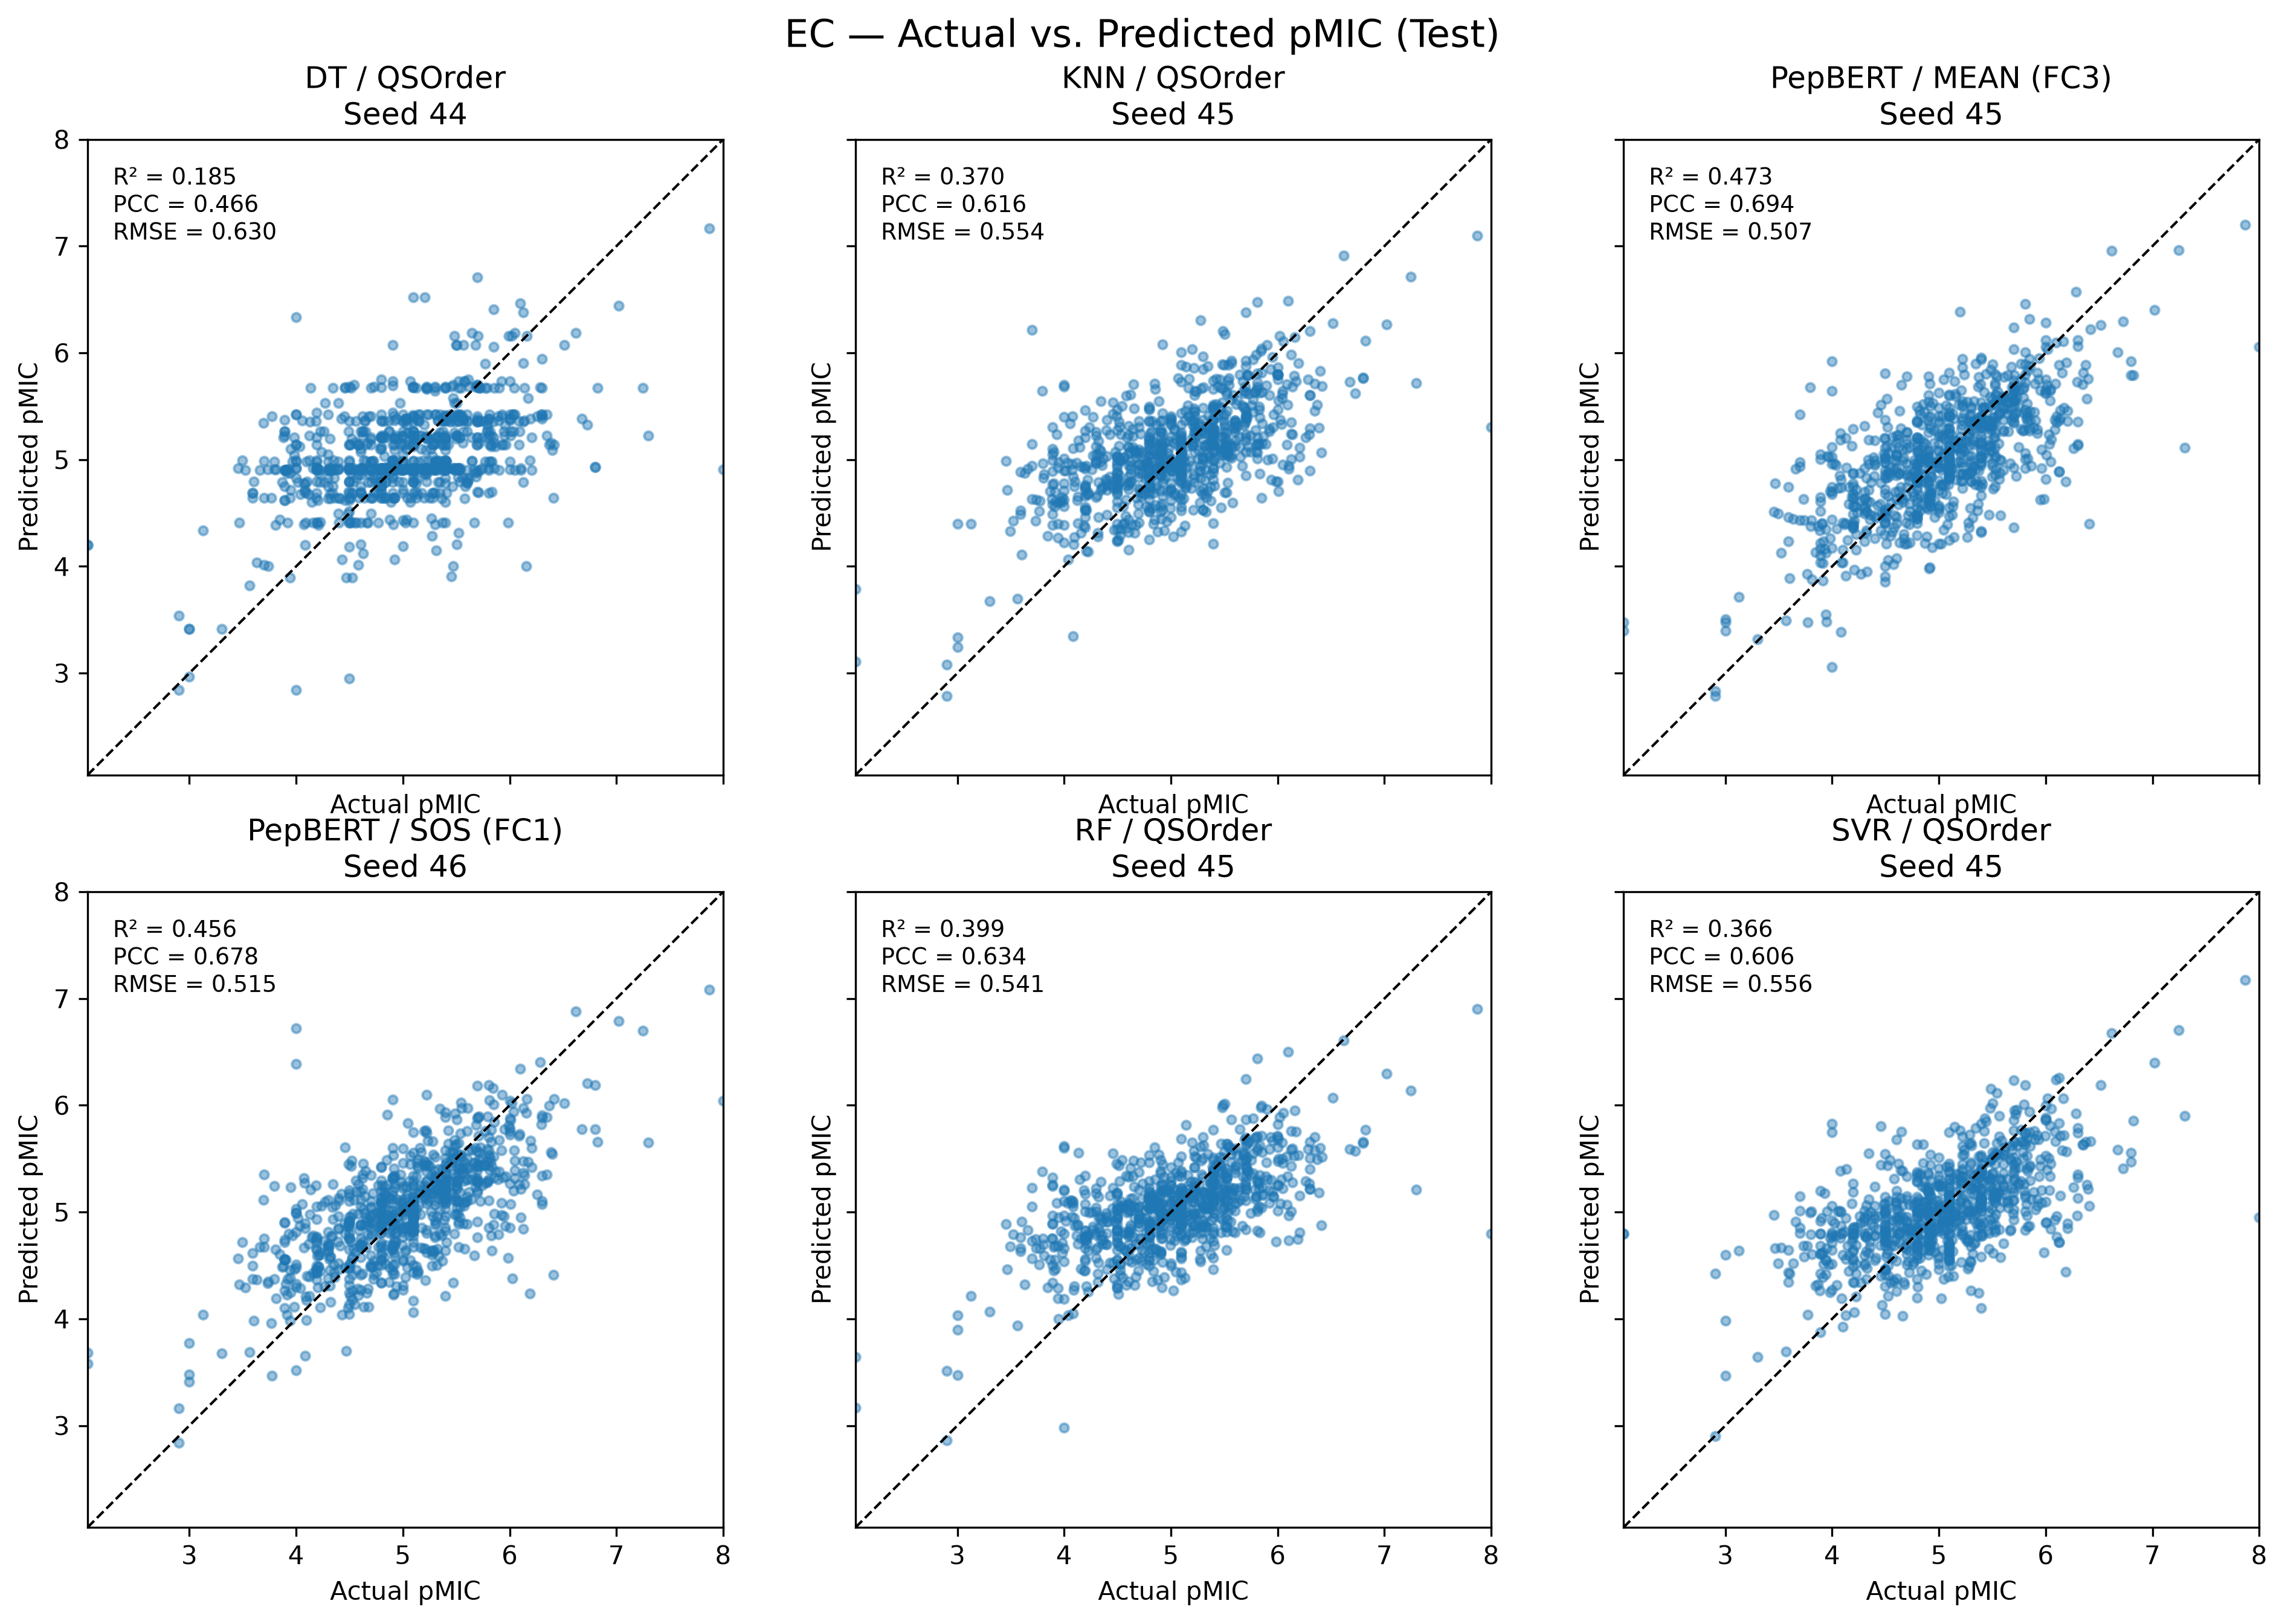 EC — Actual vs. Predicted pMIC (Test)
DT / QSOrder
Seed 44
R² = 0.185
PCC = 0.466
RMSE = 0.630
8
7
6
5
4
3
Predicted pMIC
Actual pMIC
KNN / QSOrder
Seed 45
R² = 0.370
PCC = 0.616
RMSE = 0.554
Predicted pMIC
Actual pMIC
PepBERT / MEAN (FC3)
Seed 45
R² = 0.473
PCC = 0.694
RMSE = 0.507
Predicted pMIC
Actual pMIC
PepBERT / SOS (FC1)
Seed 46
R² = 0.456
PCC = 0.678
RMSE = 0.515
8
7
6
5
4
3
Predicted pMIC
3 4 5 6 7 8
Actual pMIC
RF / QSOrder
Seed 45
R² = 0.399
PCC = 0.634
RMSE = 0.541
Predicted pMIC
3 4 5 6 7 8
Actual pMIC
SVR / QSOrder
Seed 45
R² = 0.366
PCC = 0.606
RMSE = 0.556
Predicted pMIC
3 4 5 6 7 8
Actual pMIC